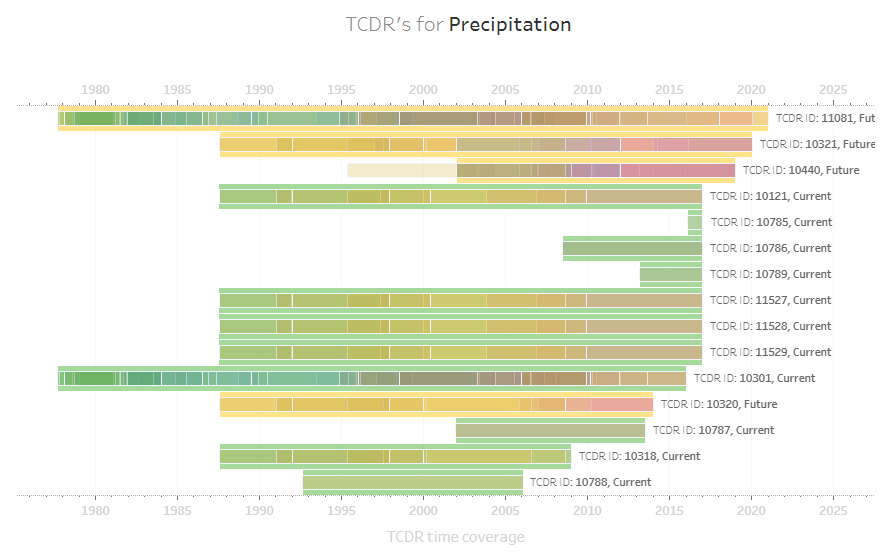 TCDR's for Precipitation
1980 1985 1990 1995 2000 2005 2010 2015 2020 2025
TCDR ID: 11081, Fut
TCDR ID: 10321, Future
TCDR ID: 10440, Future
TCDR ID: 10121, Current
TCDR ID: 10785, Current
TCDR ID: 10786, Current
TCDR ID: 10789, Current
TCDR ID: 11527, Current
TCDR ID: 11528, Current
TCDR ID: 11529, Current
TCDR ID: 10301, Current
TCDR ID: 10320, Future
TCDR ID: 10787, Current
TCDR ID: 10318, Current
TCDR ID: 10788, Current
1980 1985 1990 1995 2000 2005 2010 2015 2020 2025
TCDR time coverage